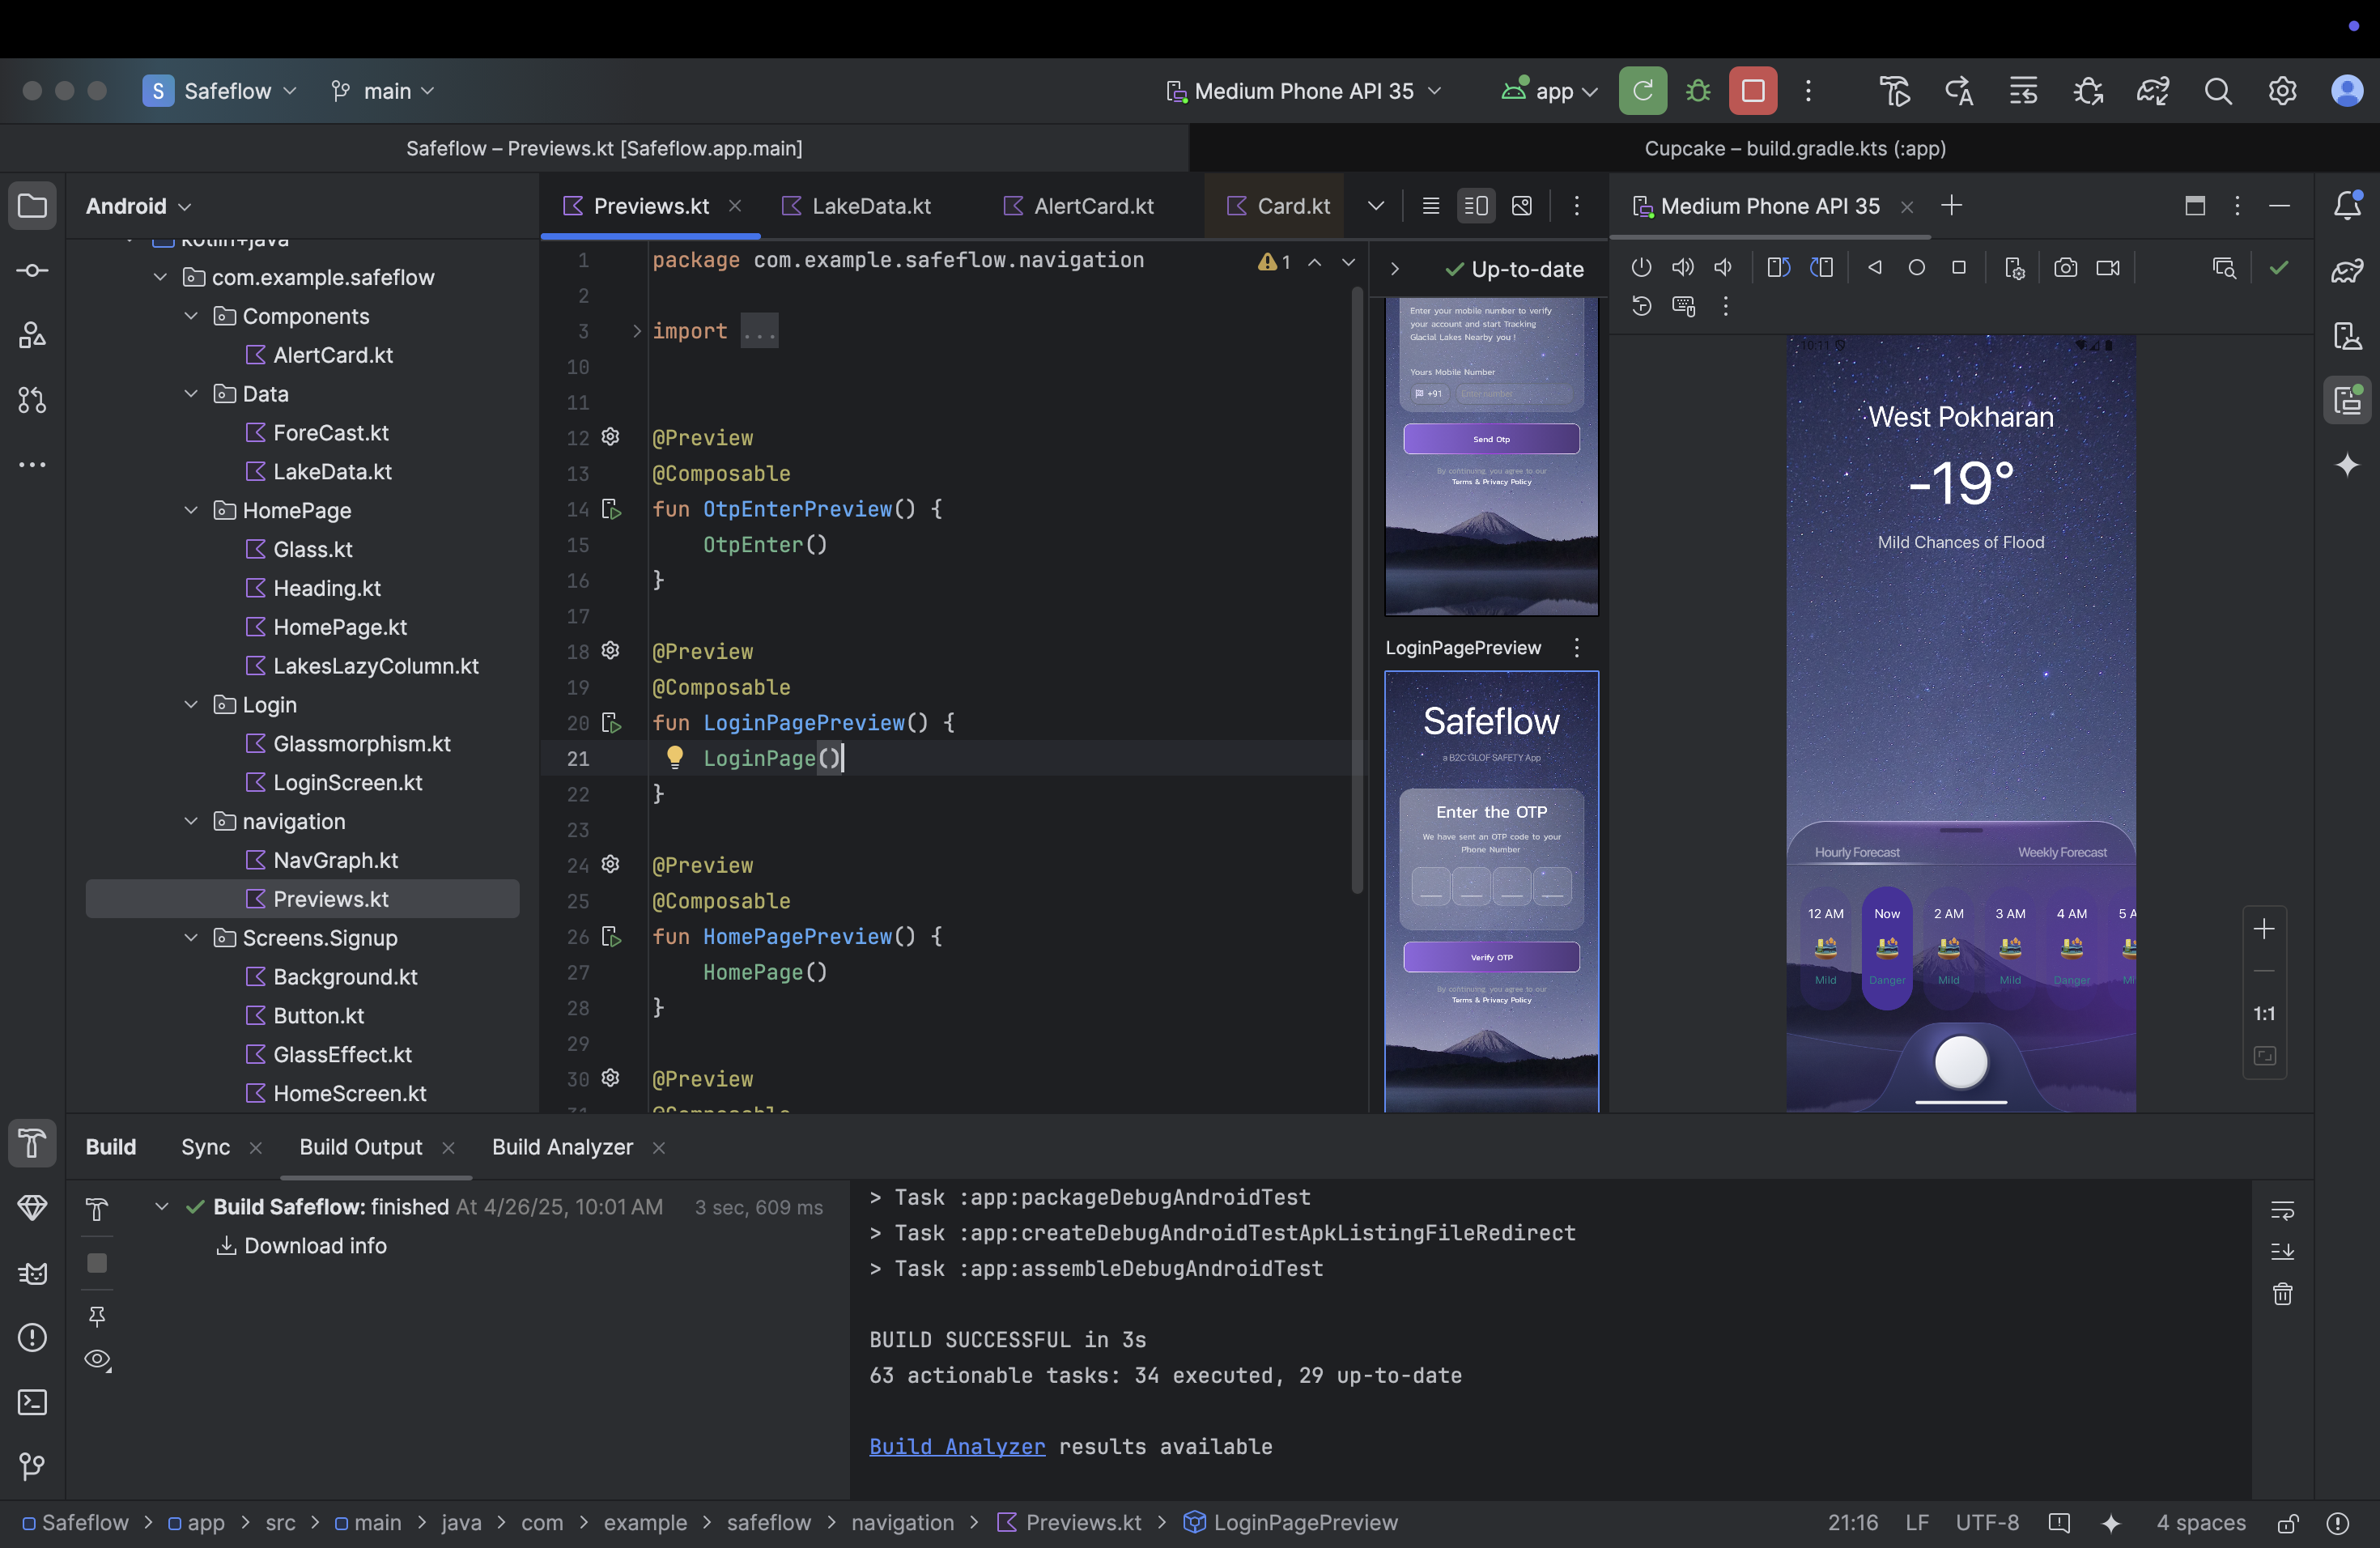 S Safeflow main Medium Phone API 35 app
Safeflow – Previews.kt [Safeflow.app.main] Cupcake – build.gradle.kts (:app)
Android
kotlin+java
com.example.safeflow
Components
AlertCard.kt
Data
ForeCast.kt
LakeData.kt
HomePage
Glass.kt
Heading.kt
HomePage.kt
LakesLazyColumn.kt
Login
Glassmorphism.kt
LoginScreen.kt
navigation
NavGraph.kt
Previews.kt
Screens.Signup
Background.kt
Button.kt
GlassEffect.kt
HomeScreen.kt
Previews.kt LakeData.kt AlertCard.kt Card.kt
1 package com.example.safeflow.navigation
1
2
3 import ...
10
11
12 @Preview
13 @Composable
14 fun OtpEnterPreview() {
15 OtpEnter()
16 }
17
18 @Preview
19 @Composable
20 fun LoginPagePreview() {
21 LoginPage()
22 }
23
24 @Preview
25 @Composable
26 fun HomePagePreview() {
27 HomePage()
28 }
29
30 @Preview
31 @Composable
Up-to-date
Enter your mobile number to verify
your account and start Tracking
Glacial Lakes Nearby you !
Yours Mobile Number
+91 Enter number
Send Otp
By continuing, you agree to our
Terms & Privacy Policy
LoginPagePreview
Safeflow
a B2C GLOF SAFETY App
Enter the OTP
We have sent an OTP code to your
Phone Number
Verify OTP
By continuing, you agree to our
Terms & Privacy Policy
Medium Phone API 35
10:11
West Pokharan
-19°
Mild Chances of Flood
Hourly Forecast Weekly Forecast
12 AM Now 2 AM 3 AM 4 AM 5 A
Mild Danger Mild Mild Danger
1:1
Build Sync Build Output Build Analyzer
Build Safeflow: finished At 4/26/25, 10:01 AM 3 sec, 609 ms
Download info
> Task :app:packageDebugAndroidTest
> Task :app:createDebugAndroidTestApkListingFileRedirect
> Task :app:assembleDebugAndroidTest
BUILD SUCCESSFUL in 3s
63 actionable tasks: 34 executed, 29 up-to-date
Build Analyzer results available
Safeflow > app > src > main > java > com > example > safeflow > navigation > Previews.kt > LoginPagePreview
21:16 LF UTF-8 4 spaces